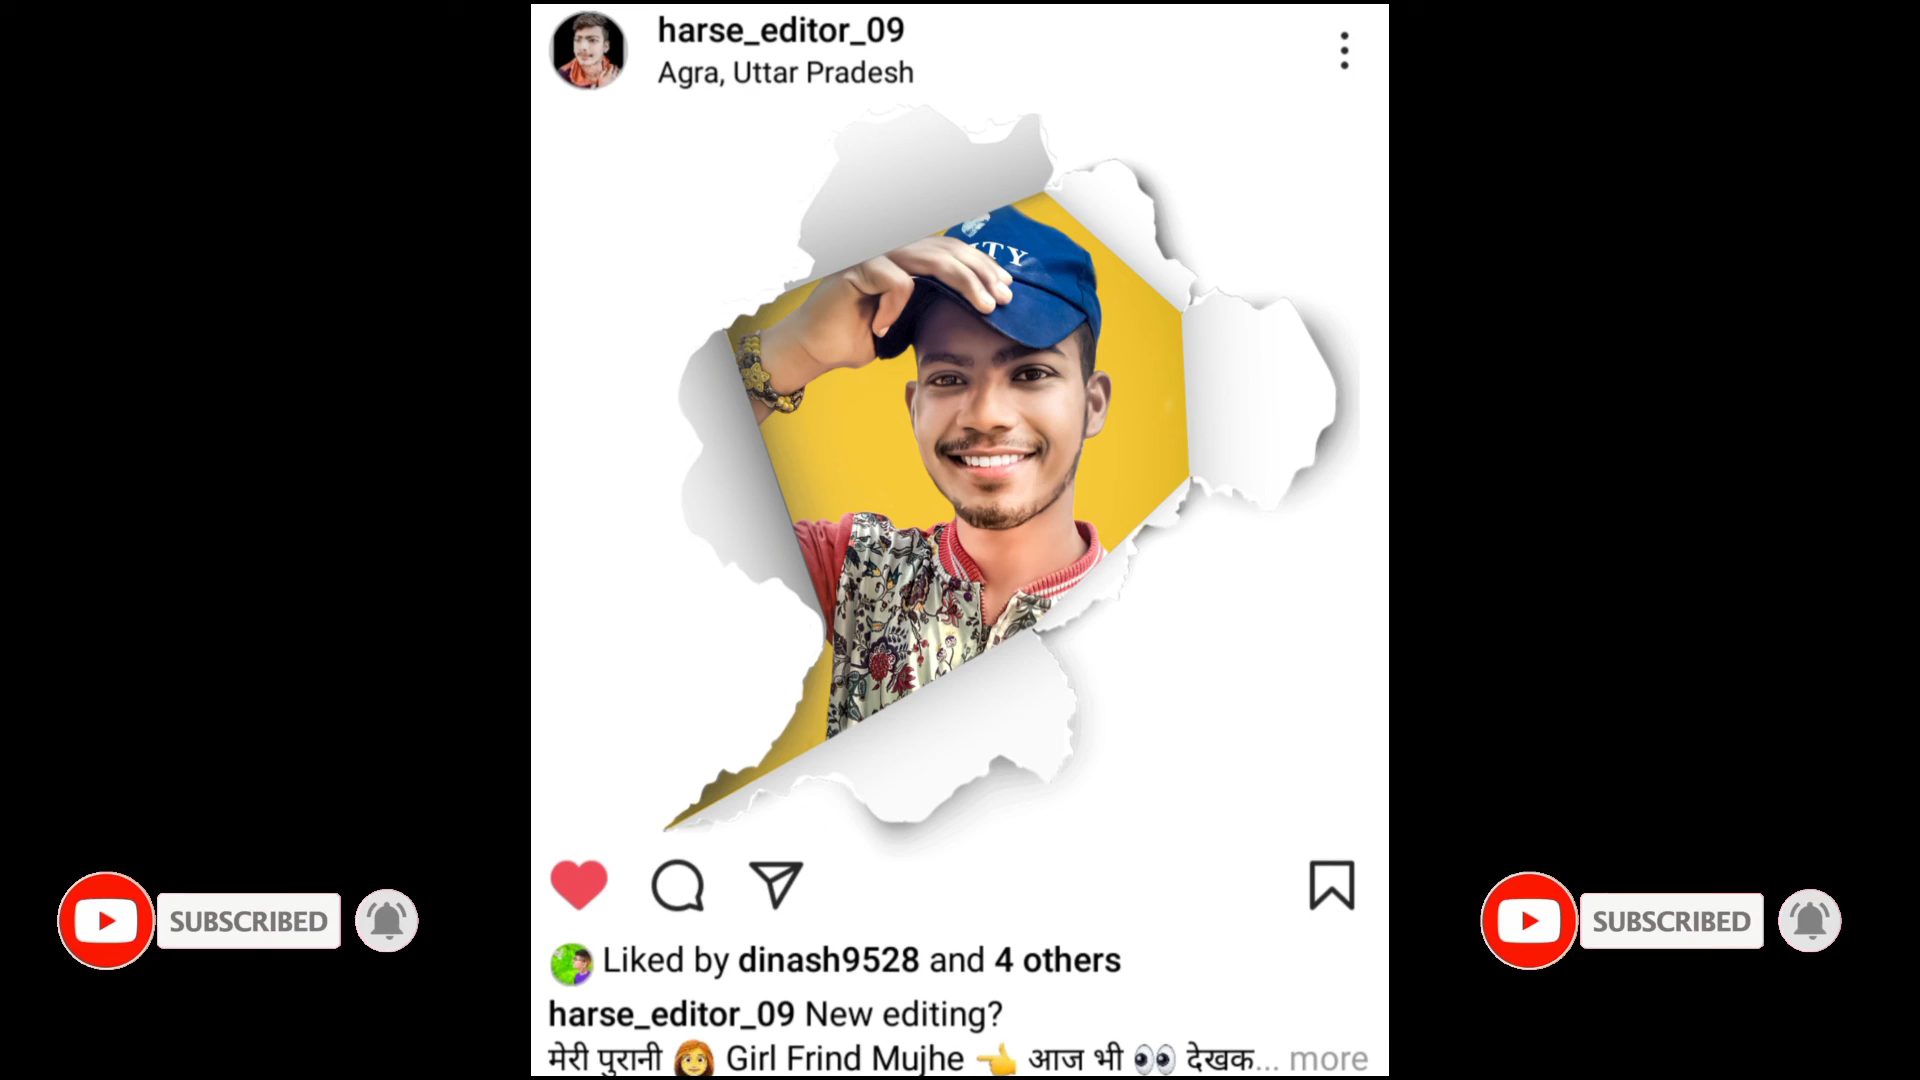 harse_editor_09
Agra, Uttar Pradesh
ITY
SUBSCRIBED
SUBSCRIBED
Liked by dinash9528 and 4 others
harse_editor_09 New editing?
मेरी पुरानी 👩 Girl Frind Mujhe 👈 आज भी 👀 देखक... more